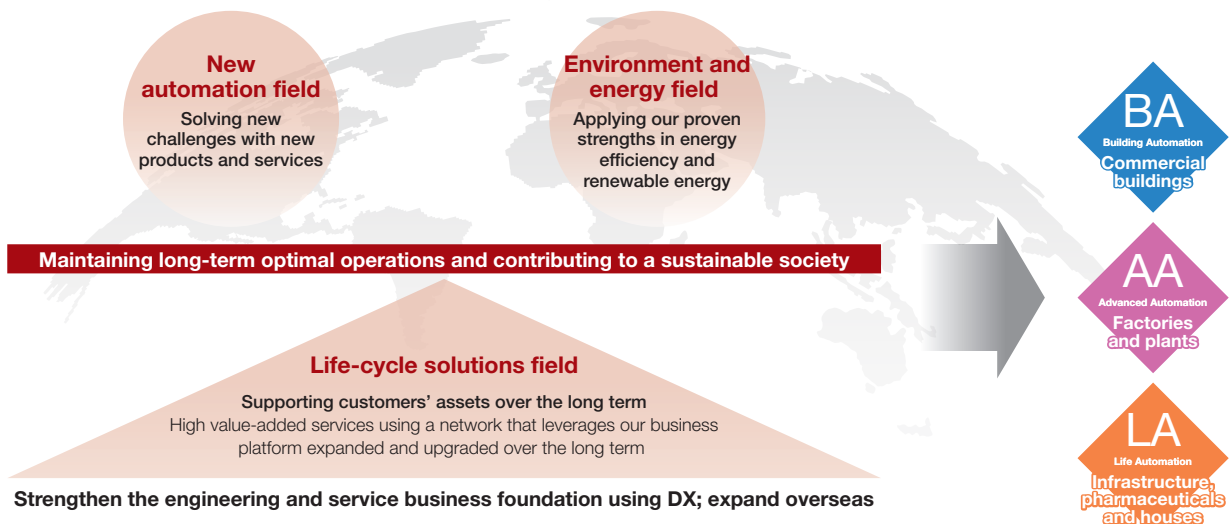 New
automation field
Solving new
challenges with new
products and services
Environment and
energy field
Applying our proven
strengths in energy
efficiency and
renewable energy
Maintaining long-term optimal operations and contributing to a sustainable society
Life-cycle solutions field
Supporting customers’ assets over the long term
High value-added services using a network that leverages our business
platform expanded and upgraded over the long term
Strengthen the engineering and service business foundation using DX; expand overseas
BA
Building Automation
Commercial
buildings
AA
Advanced Automation
Factories
and plants
LA
Life Automation
Infrastructure,
pharmaceuticals
and houses